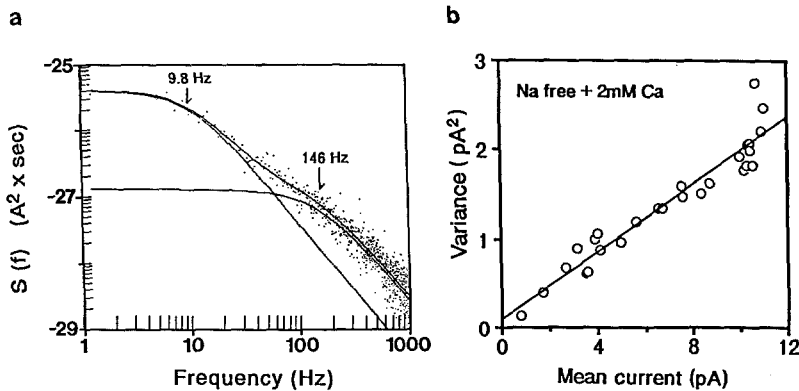 a
-25
-27
-29
S (f) (A² x sec)
9.8 Hz
146 Hz
1 10 100 1000
Frequency (Hz)
b
3
2
1
0
Variance (pA²)
Na free + 2mM Ca
0 4 8 12
Mean current (pA)